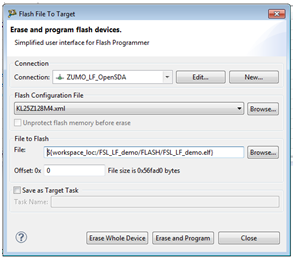 Flash File To Target
Erase and program flash devices.
Simplified user interface for Flash Programmer
Connection
Connection: ZUMO_LF_OpenSDA Edit... New...
Flash Configuration File
KL25Z128M4.xml Browse...
Unprotect flash memory before erase
File to Flash
File: ${workspace_loc:/FSL_LF_demo/FLASH/FSL_LF_demo.elf} Browse...
Offset: 0x 0 File size is 0x56fad0 bytes
Save as Target Task
Task Name:
Erase Whole Device Erase and Program Close